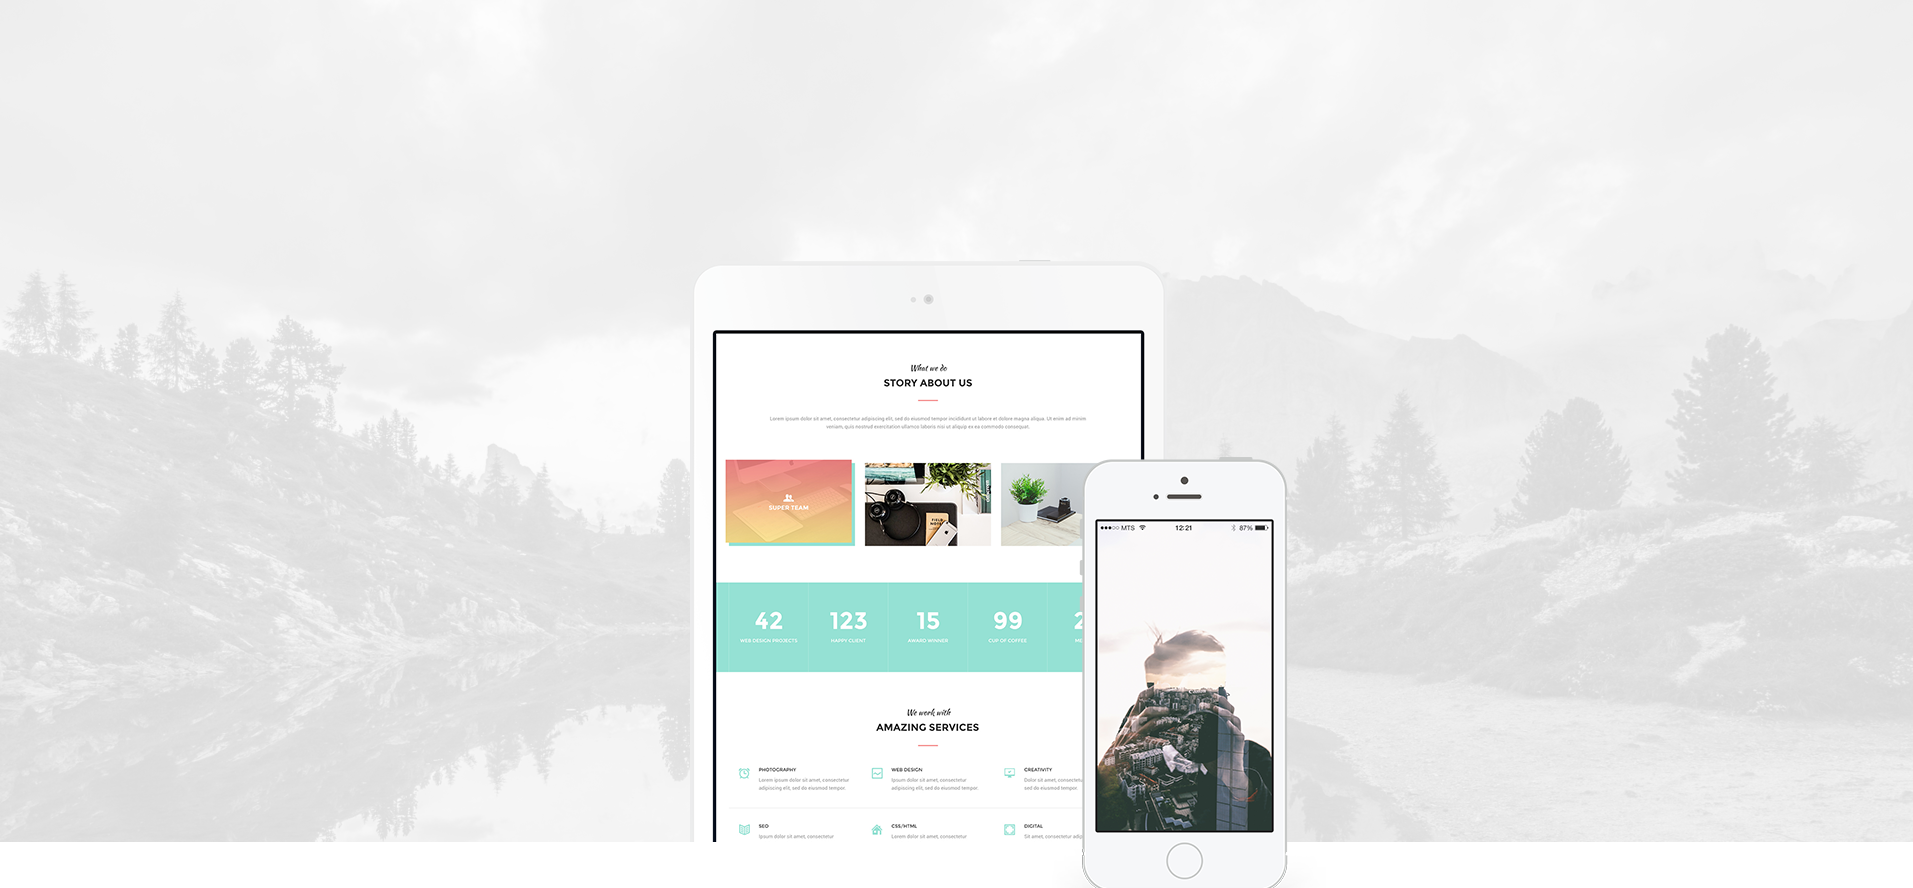 What we do
STORY ABOUT US
Lorem ipsum dolor sit amet, consectetur adipiscing elit, sed do eiusmod tempor incididunt ut labore et dolore magna aliqua. Ut enim ad minim
veniam, quis nostrud exercitation ullamco laboris nisi ut aliquip ex ea commodo consequat.
SUPER TEAM
FIELD NOTES
●●●○○ MTS 12:21 87%
42 123 15 99 2
WEB DESIGN PROJECTS HAPPY CLIENT AWARD WINNER CUP OF COFFEE ME
We work with
AMAZING SERVICES
PHOTOGRAPHY
Lorem ipsum dolor sit amet, consectetur
adipiscing elit, sed do eiusmod tempor.
WEB DESIGN
Ipsum dolor sit amet, consectetur
adipiscing elit, sed do eiusmod tempor.
CREATIVITY
Dolor sit amet, consectetu
sed do eiusmod tempor.
SEO
Ipsum dolor sit amet, consectetur
CSS/HTML
Lorem dolor sit amet, consectetur
DIGITAL
Sit amet, consectetur adip